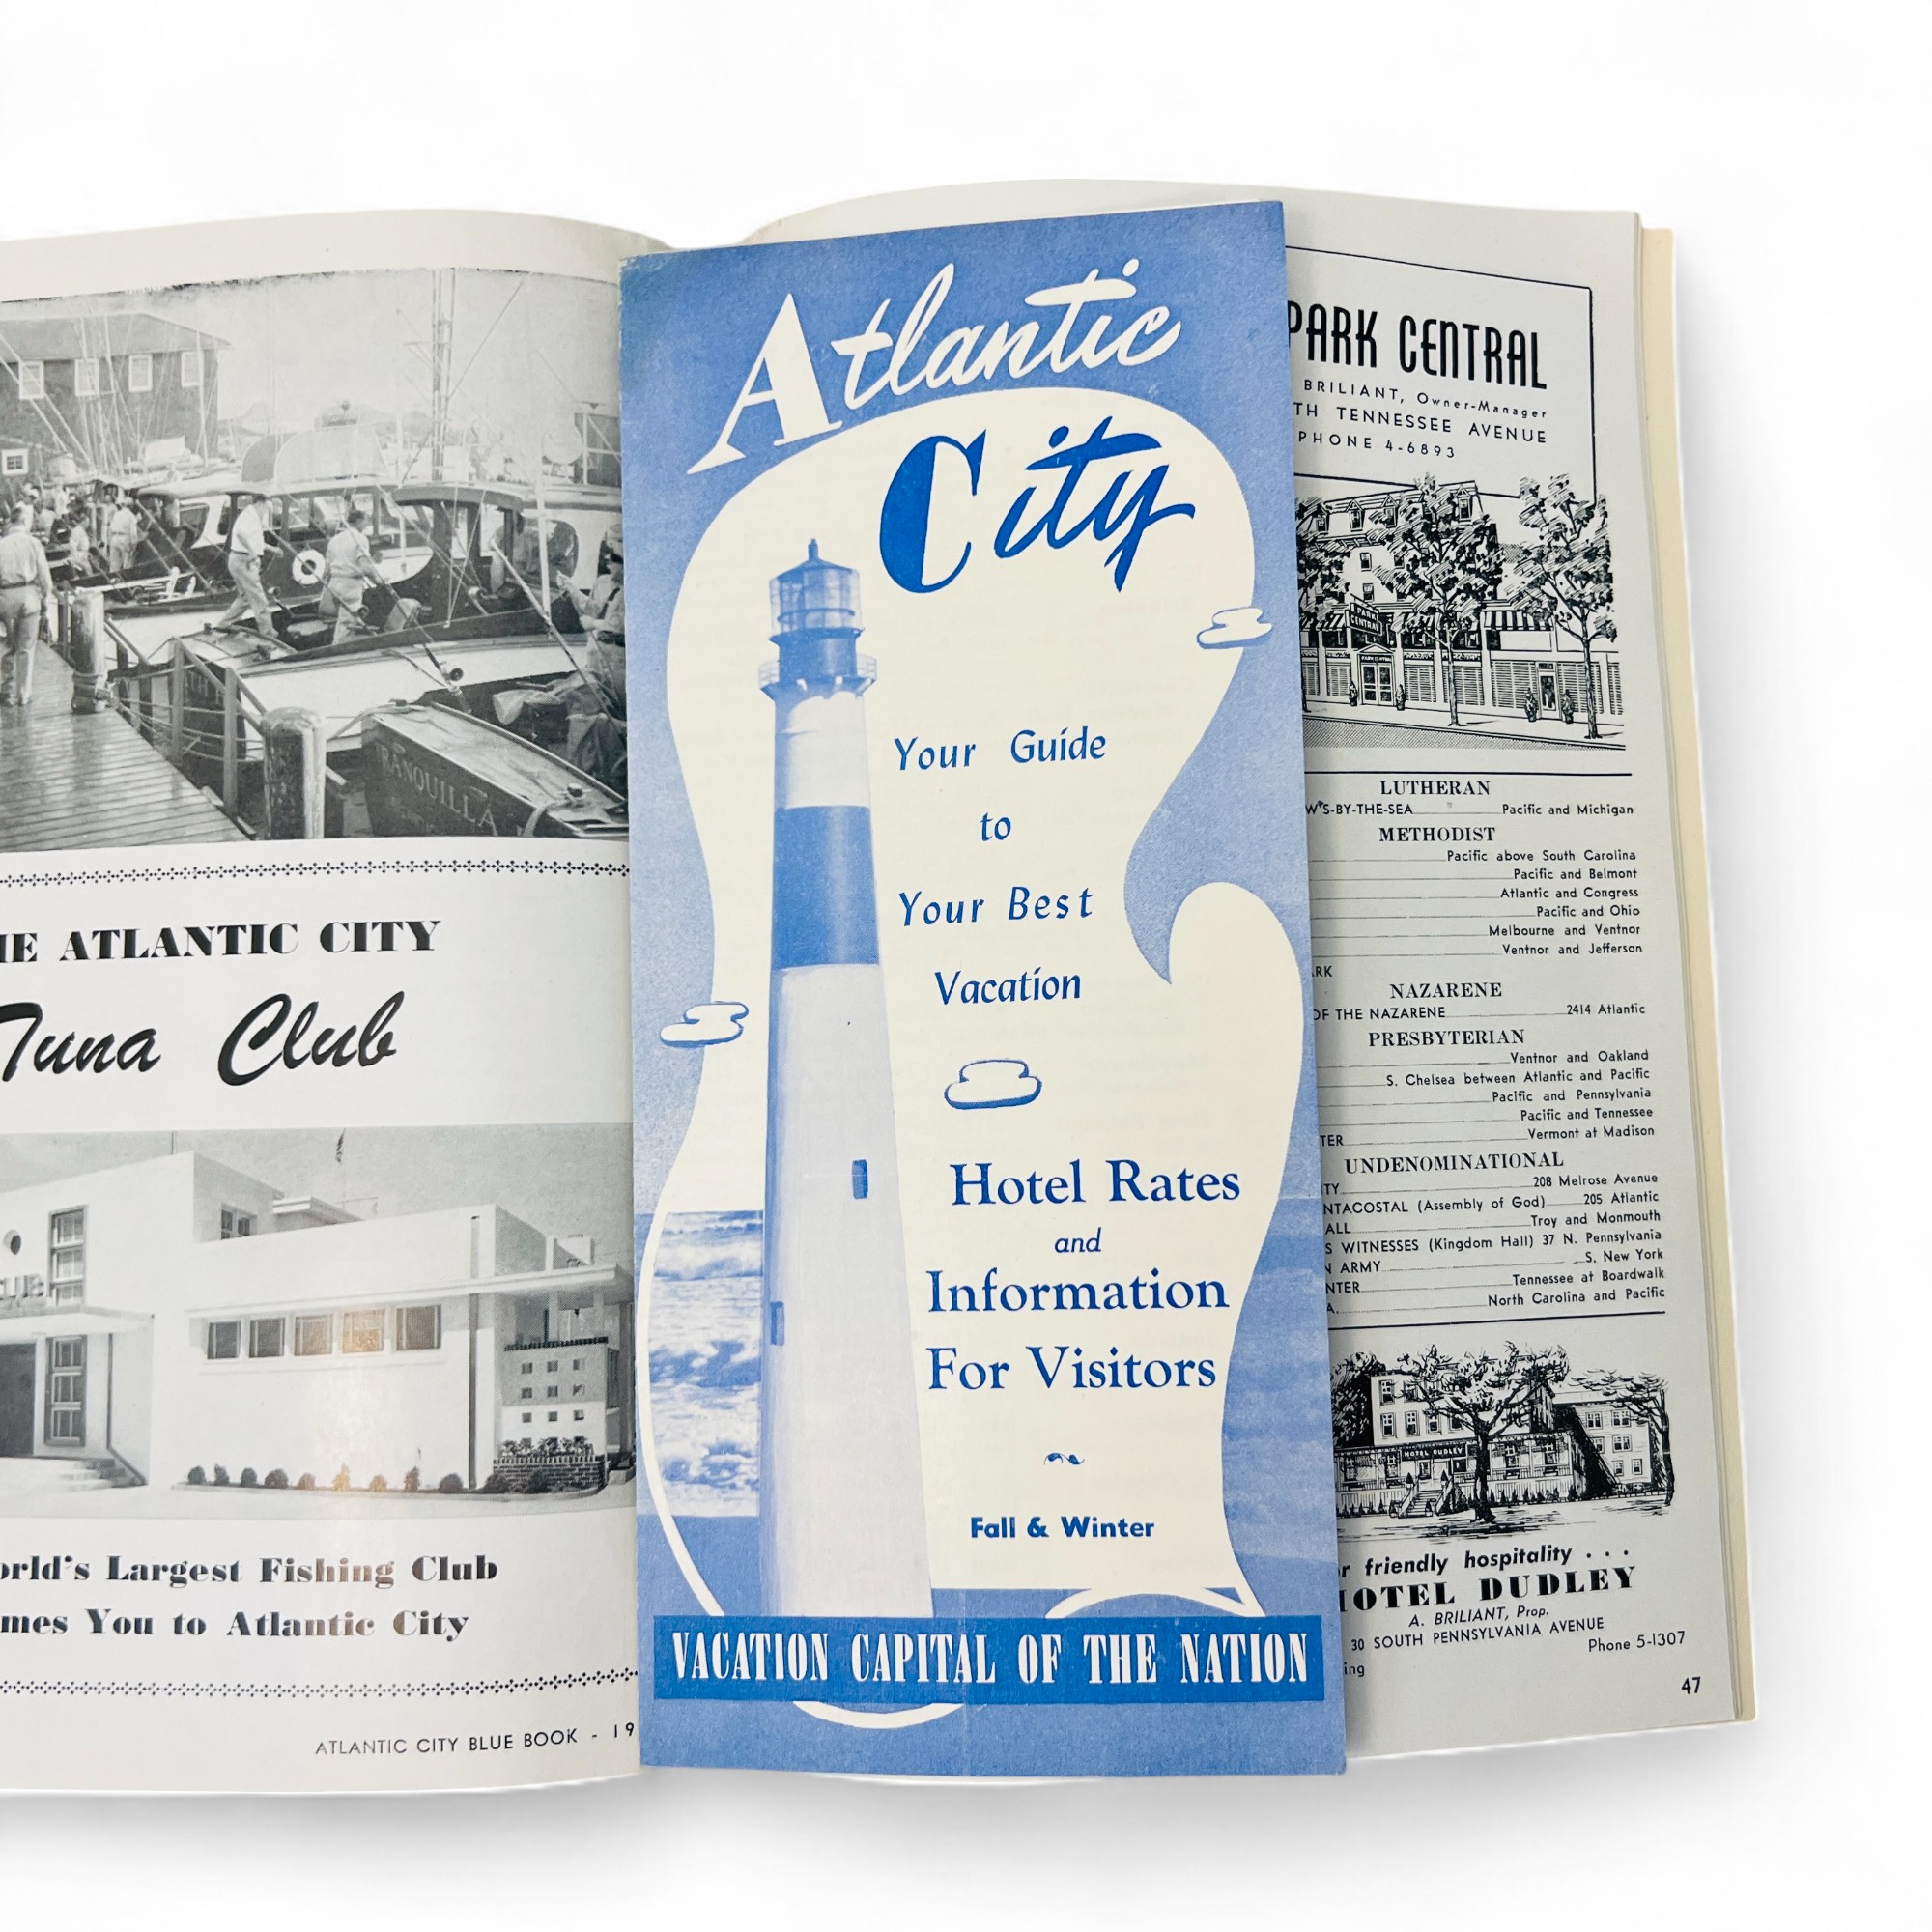 TRANQUILLA
ATLANTIC CITY
Tuna Club
Largest Fishing Club
You to Atlantic City
ATLANTIC CITY BLUE BOOK - 19
Atlantic
City
Your Guide
to
Your Best
Vacation
Hotel Rates
and
Information
For Visitors
Fall & Winter
VACATION CAPITAL OF THE NATION
PARK CENTRAL
BRILIANT, Owner-Manager
TH TENNESSEE AVENUE
PHONE 4-6893
PARK
CENTRAL
PARK CENTRAL
LUTHERAN
W'S-BY-THE-SEA Pacific and Michigan
METHODIST
Pacific above South Carolina
Pacific and Belmont
Atlantic and Congress
Pacific and Ohio
Melbourne and Ventnor
Ventnor and Jefferson
RK
NAZARENE
OF THE NAZARENE 2414 Atlantic
PRESBYTERIAN
Ventnor and Oakland
S. Chelsea between Atlantic and Pacific
Pacific and Pennsylvania
Pacific and Tennessee
TER Vermont at Madison
UNDENOMINATIONAL
TY 208 Melrose Avenue
NTACOSTAL (Assembly of God) 205 Atlantic
ALL Troy and Monmouth
S WITNESSES (Kingdom Hall) 37 N. Pennsylvania
N ARMY S. New York
NTER Tennessee at Boardwalk
A. North Carolina and Pacific
HOTEL DUDLEY
r friendly hospitality . . .
HOTEL DUDLEY
A. BRILIANT, Prop.
30 SOUTH PENNSYLVANIA AVENUE
Phone 5-1307
ing
47